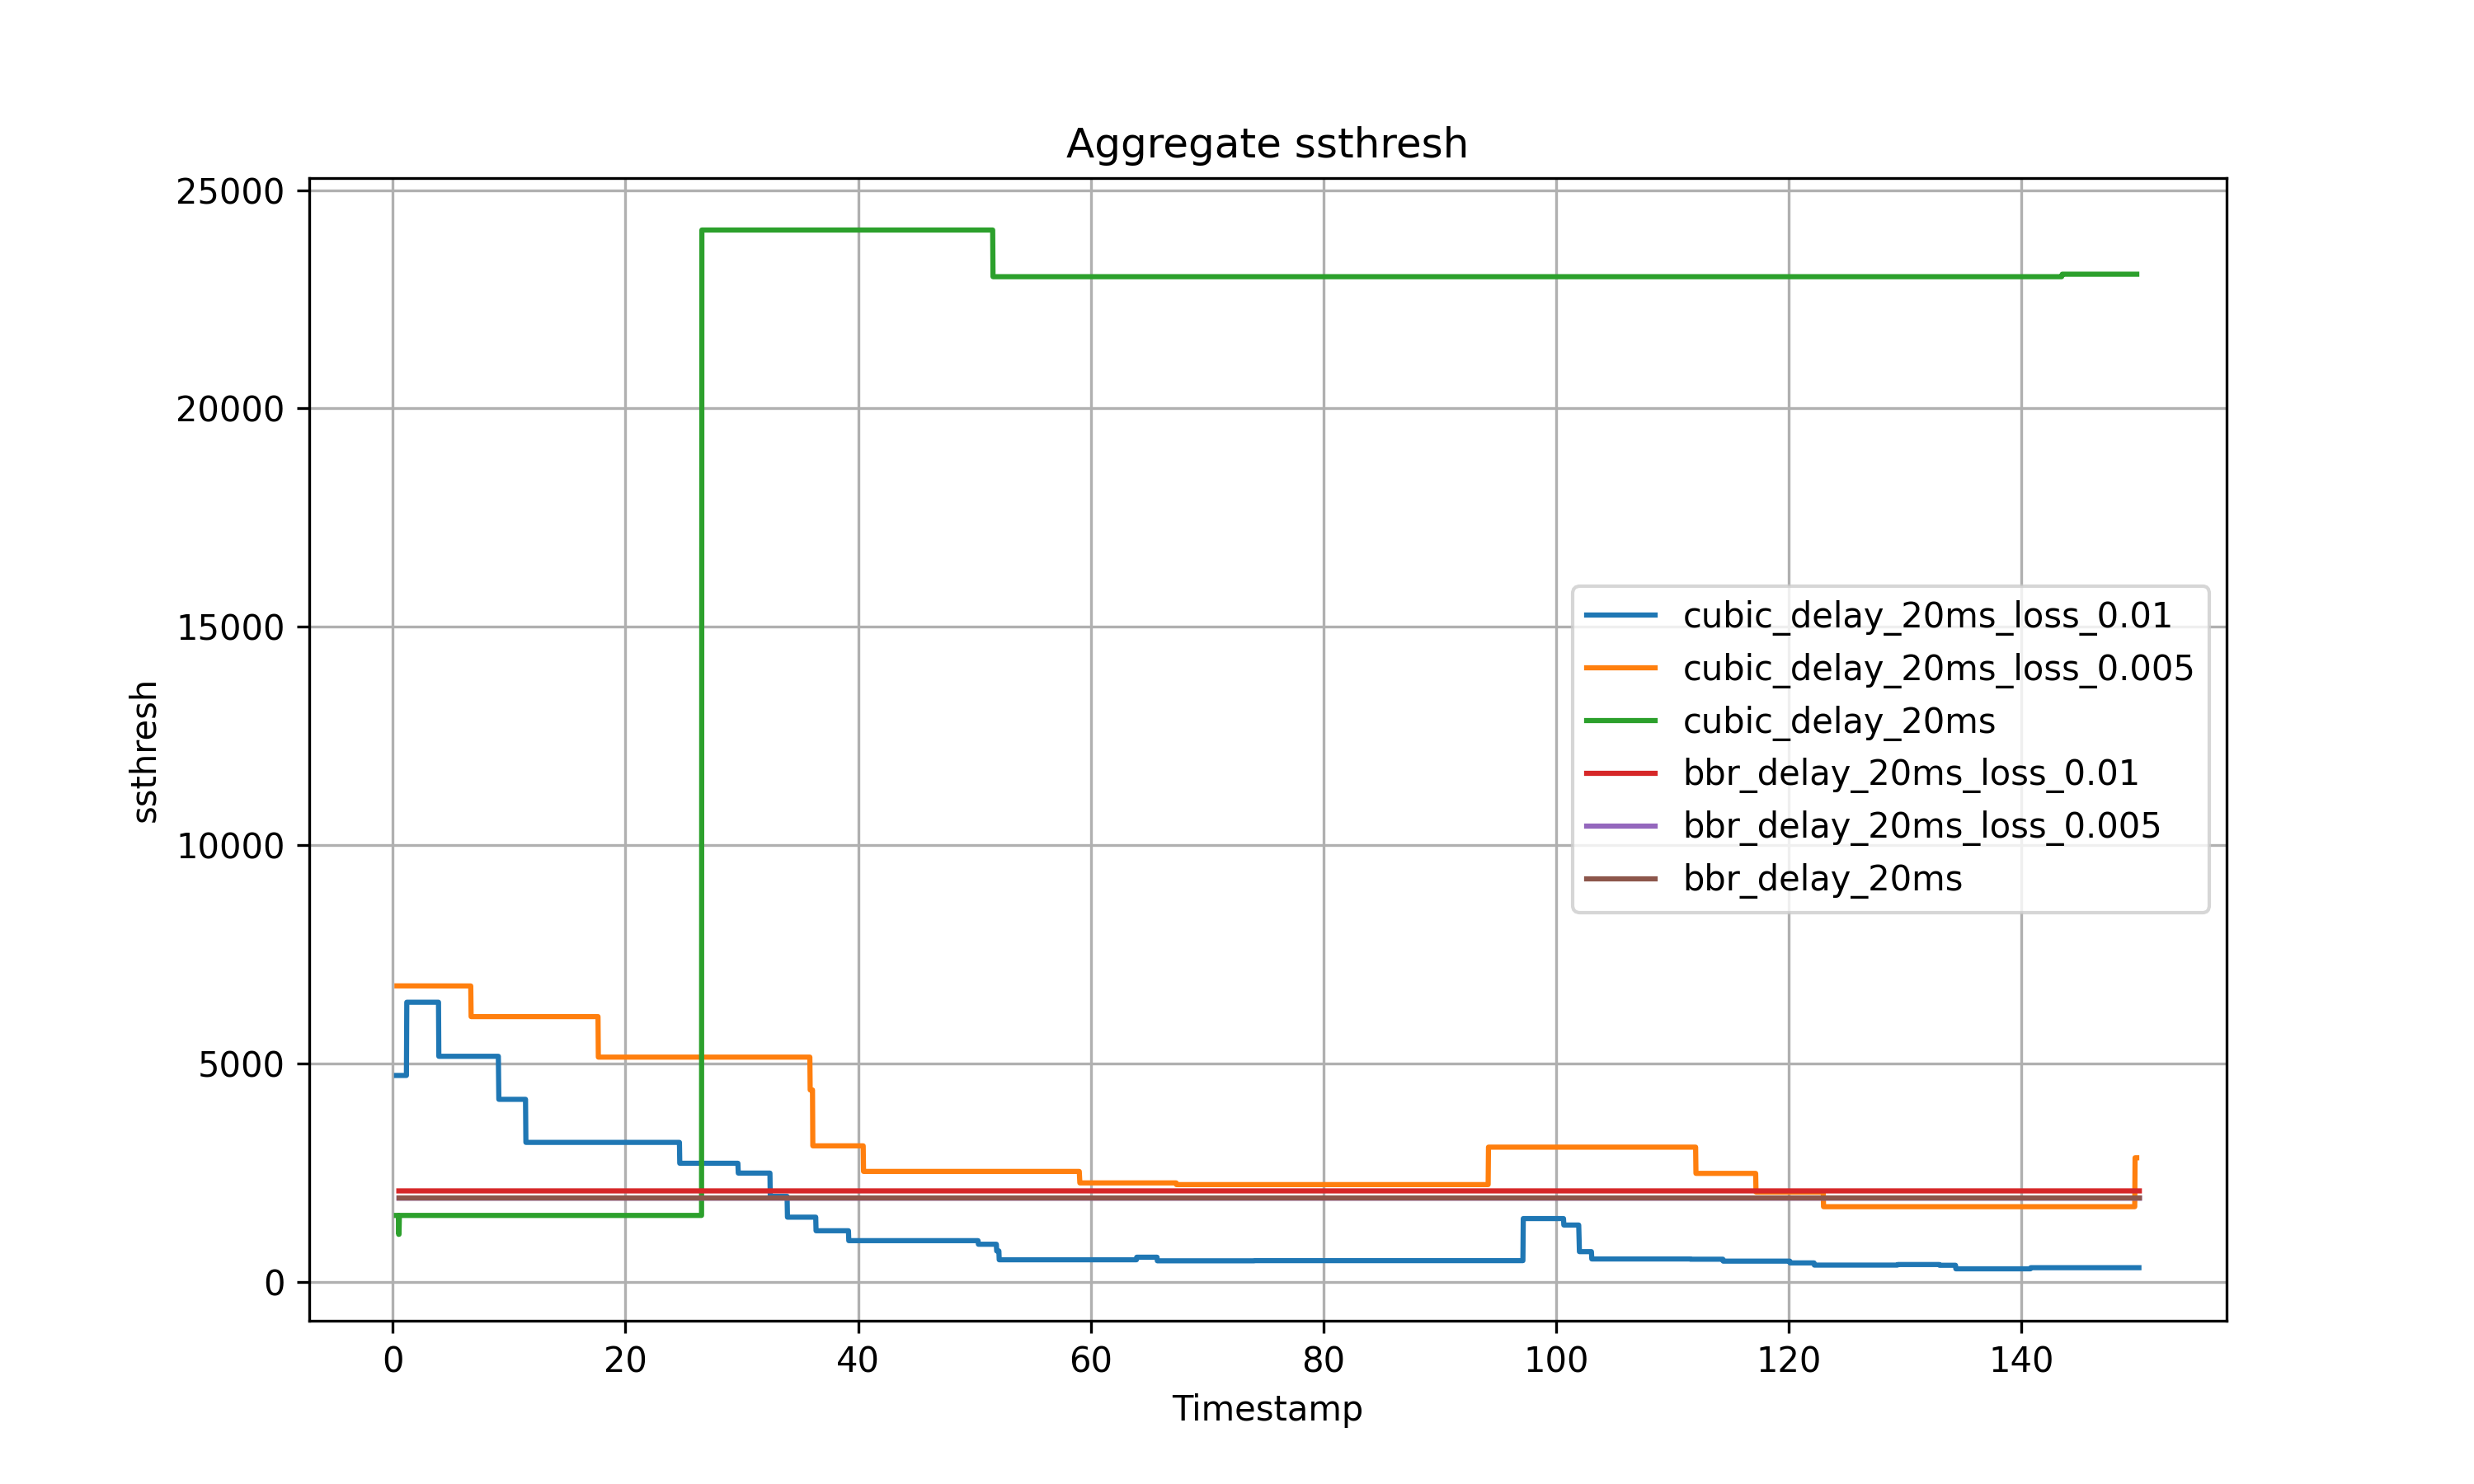 Aggregate ssthresh
25000
20000
15000
10000
5000
0
ssthresh
cubic_delay_20ms_loss_0.01
cubic_delay_20ms_loss_0.005
cubic_delay_20ms
bbr_delay_20ms_loss_0.01
bbr_delay_20ms_loss_0.005
bbr_delay_20ms
0 20 40 60 80 100 120 140
Timestamp